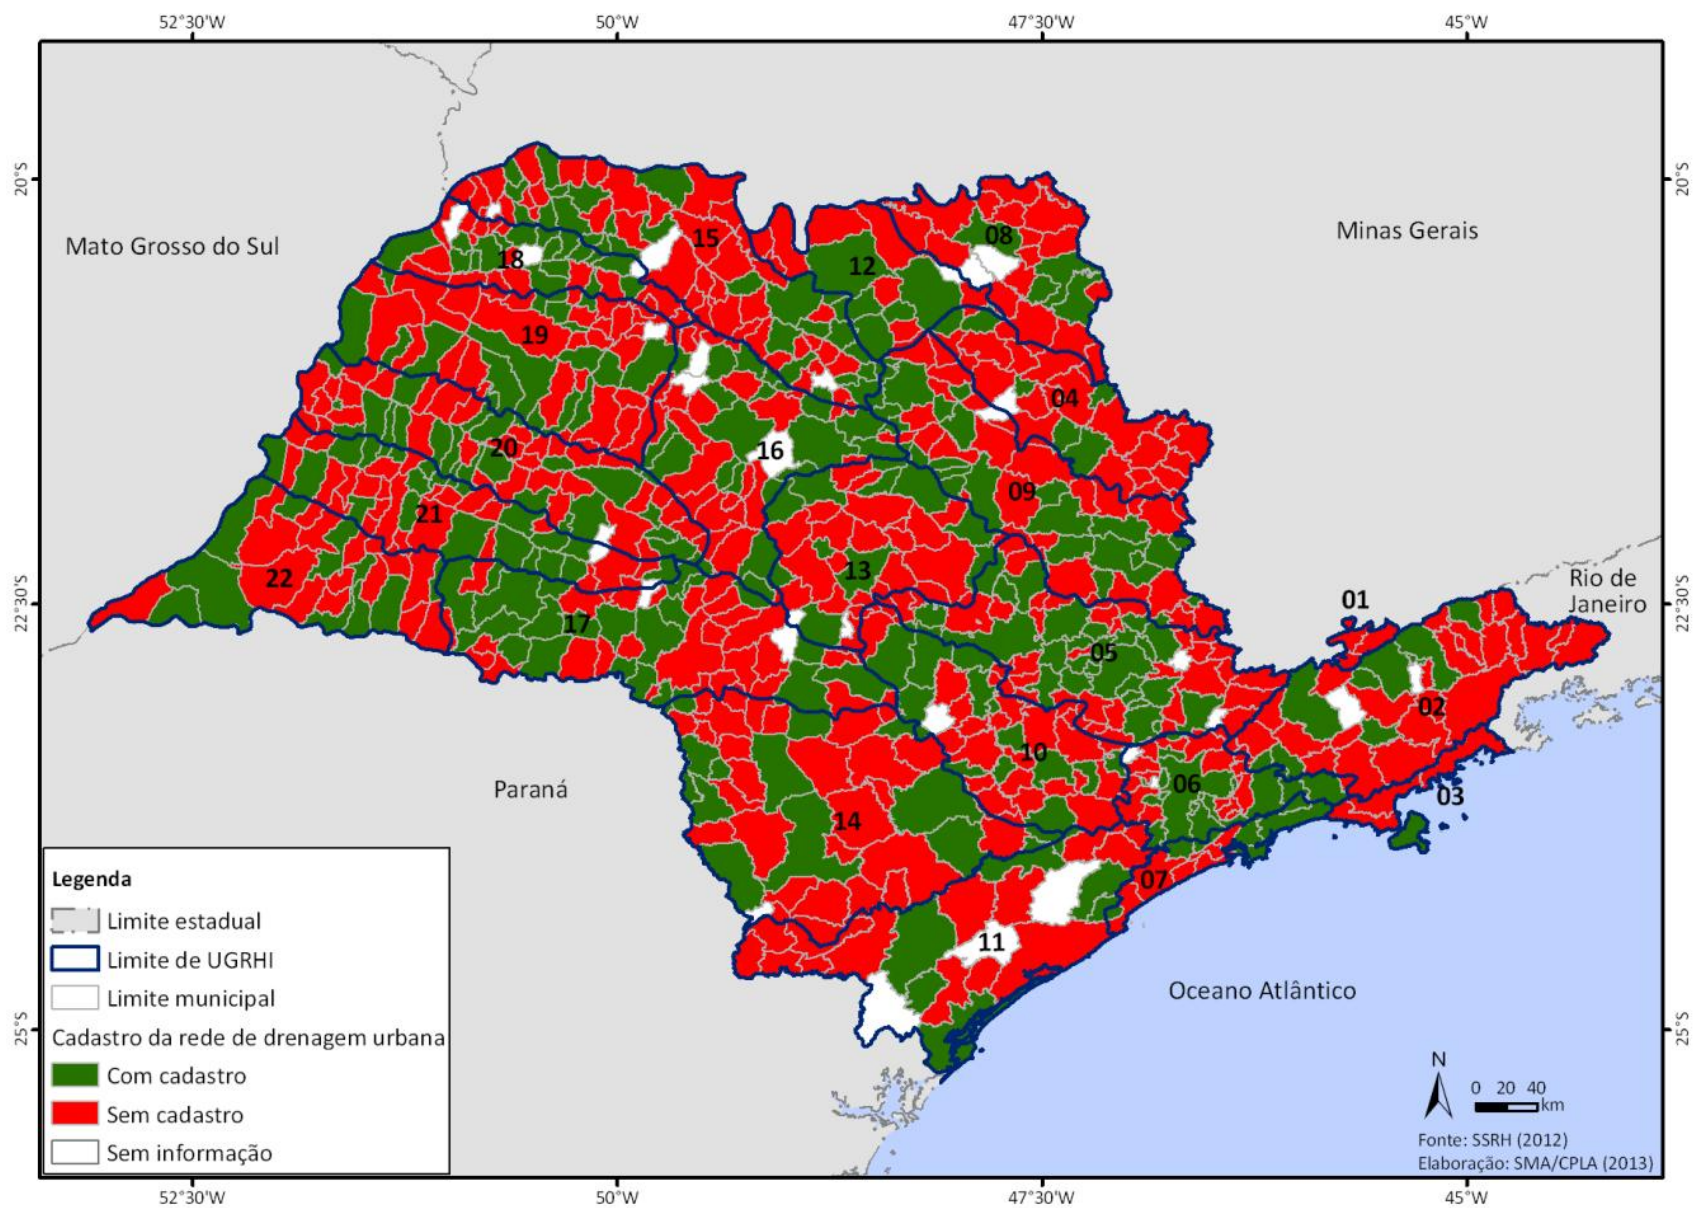 52°30'W 50°W 47°30'W 45°W
20°S 20°S
Minas Gerais
Mato Grosso do Sul
08
15
18
12
19
04
20
16
09
21
13
22
Rio de
Janeiro
01
17
05
02
10
06
03
Paraná
14
07
11
22°30'S 22°30'S
Oceano Atlântico
Legenda
Limite estadual
Limite de UGRHI
Limite municipal
Cadastro da rede de drenagem urbana
Com cadastro
Sem cadastro
Sem informação
25°S 25°S
N
0 20 40
km
Fonte: SSRH (2012)
Elaboração: SMA/CPLA (2013)
52°30'W 50°W 47°30'W 45°W